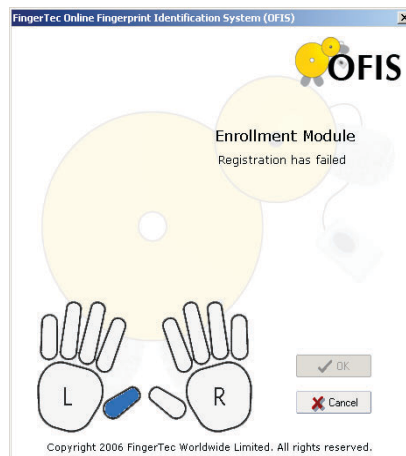 FingerTec Online Fingerprint Identification System (OFIS)
OFIS
Enrollment Module
Registration has failed
L
R
OK
Cancel
Copyright 2006 FingerTec Worldwide Limited. All rights reserved.